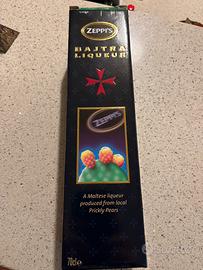 ZEPPI'S
BAJTRA
LIQUEUR
ZEPPI'S
A Maltese liqueur
produced from local
Prickly Pears
70cl e